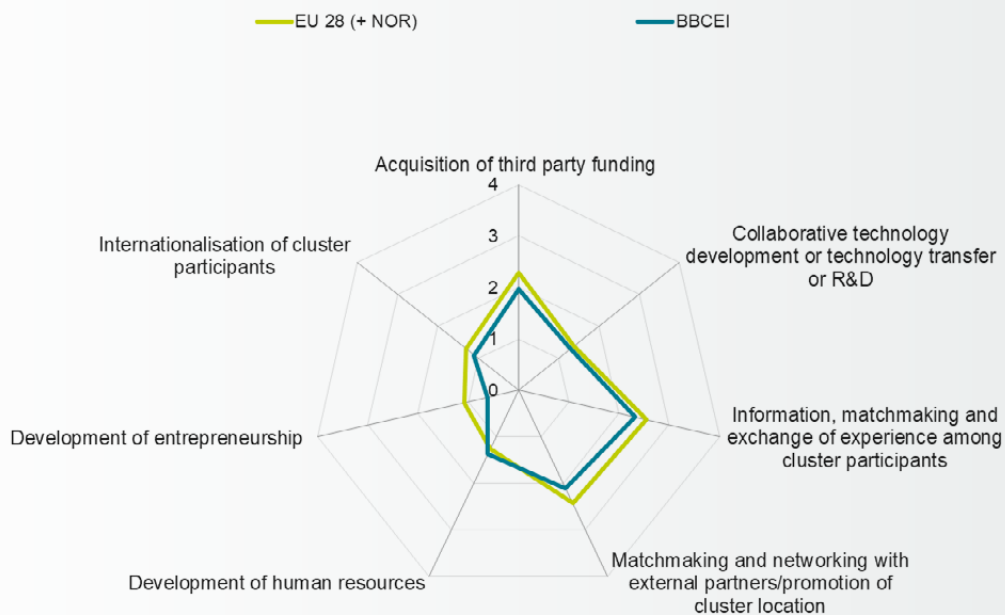 EU 28 (+ NOR)
BBCEI
Acquisition of third party funding
4
3
2
1
0
Collaborative technology
development or technology transfer
or R&D
Information, matchmaking and
exchange of experience among
cluster participants
Matchmaking and networking with
external partners/promotion of
cluster location
Development of human resources
Development of entrepreneurship
Internationalisation of cluster
participants